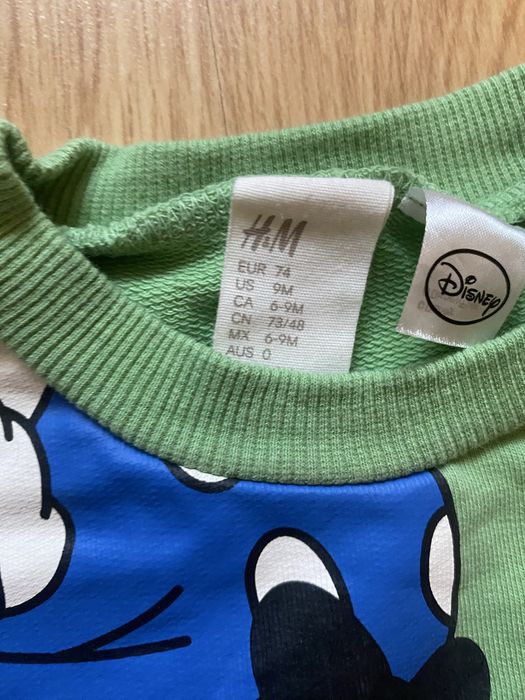 H&M
EUR 74
US 9M
CA 6-9M
CN 73/48
MX 6-9M
AUS 0
DISNEY